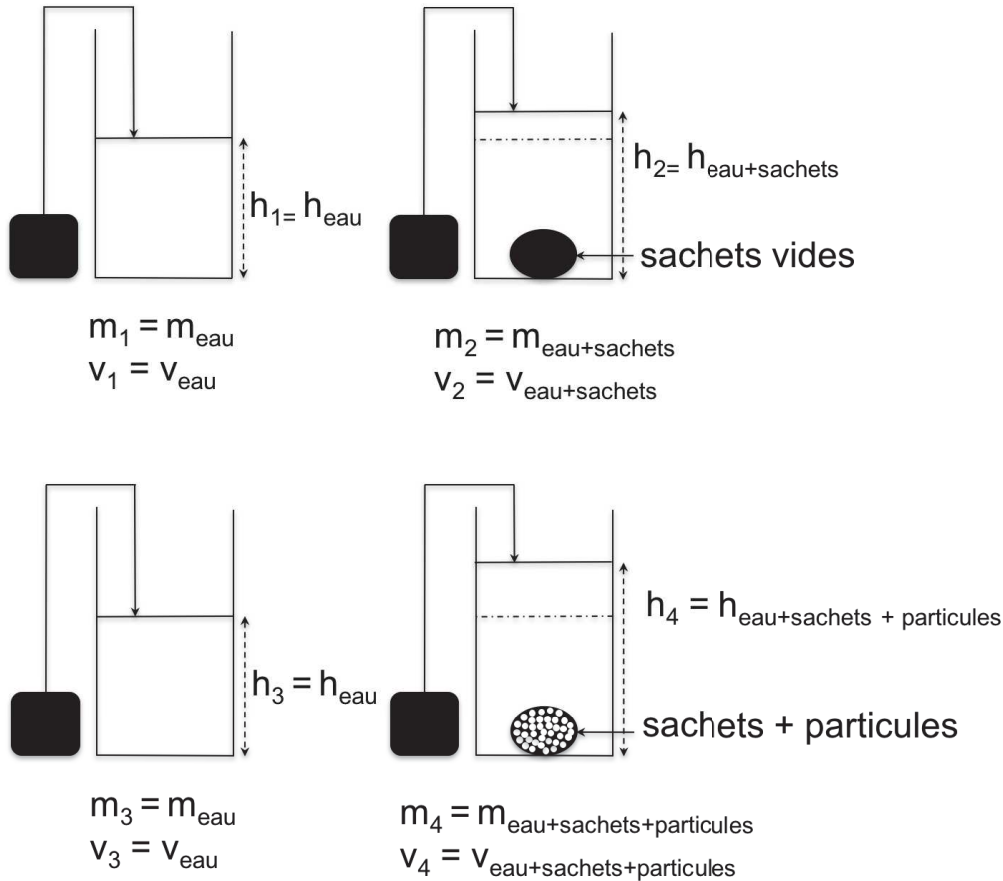 h1= heau
h2= heau+sachets
sachets vides
m1 = meau
v1 = veau
m2 = meau+sachets
v2 = veau+sachets
h3 = heau
h4 = heau+sachets + particules
sachets + particules
m3 = meau
v3 = veau
m4 = meau+sachets+particules
v4 = veau+sachets+particules